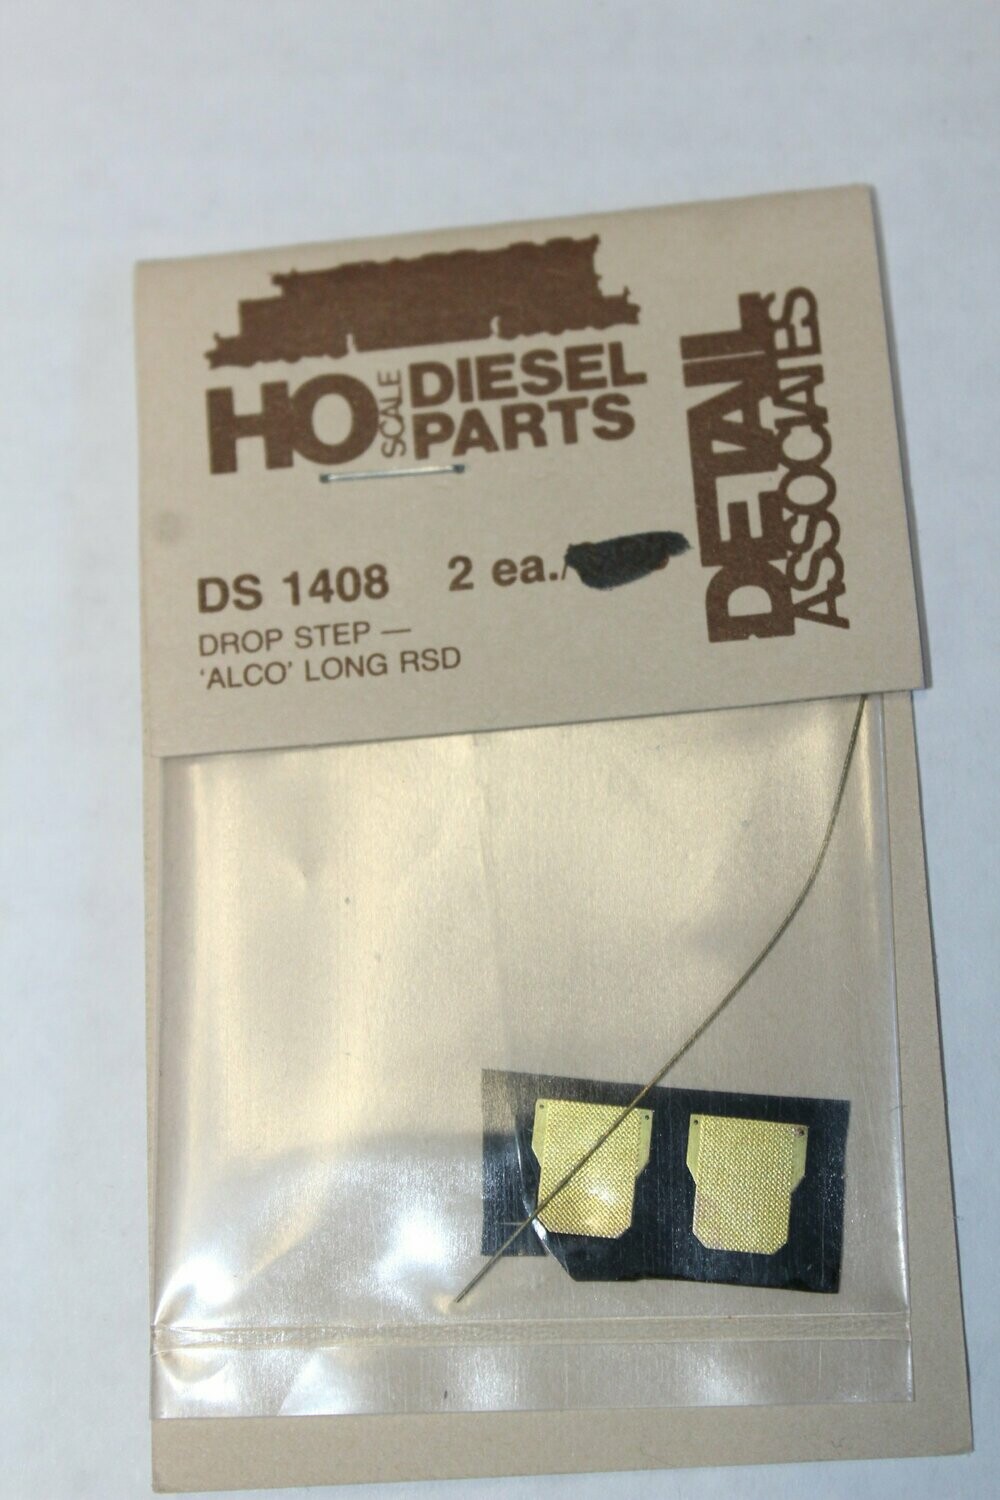 HO SCALE DIESEL
PARTS
DETAIL
ASSOCIATES
DS 1408 2 ea./
DROP STEP —
‘ALCO’ LONG RSD